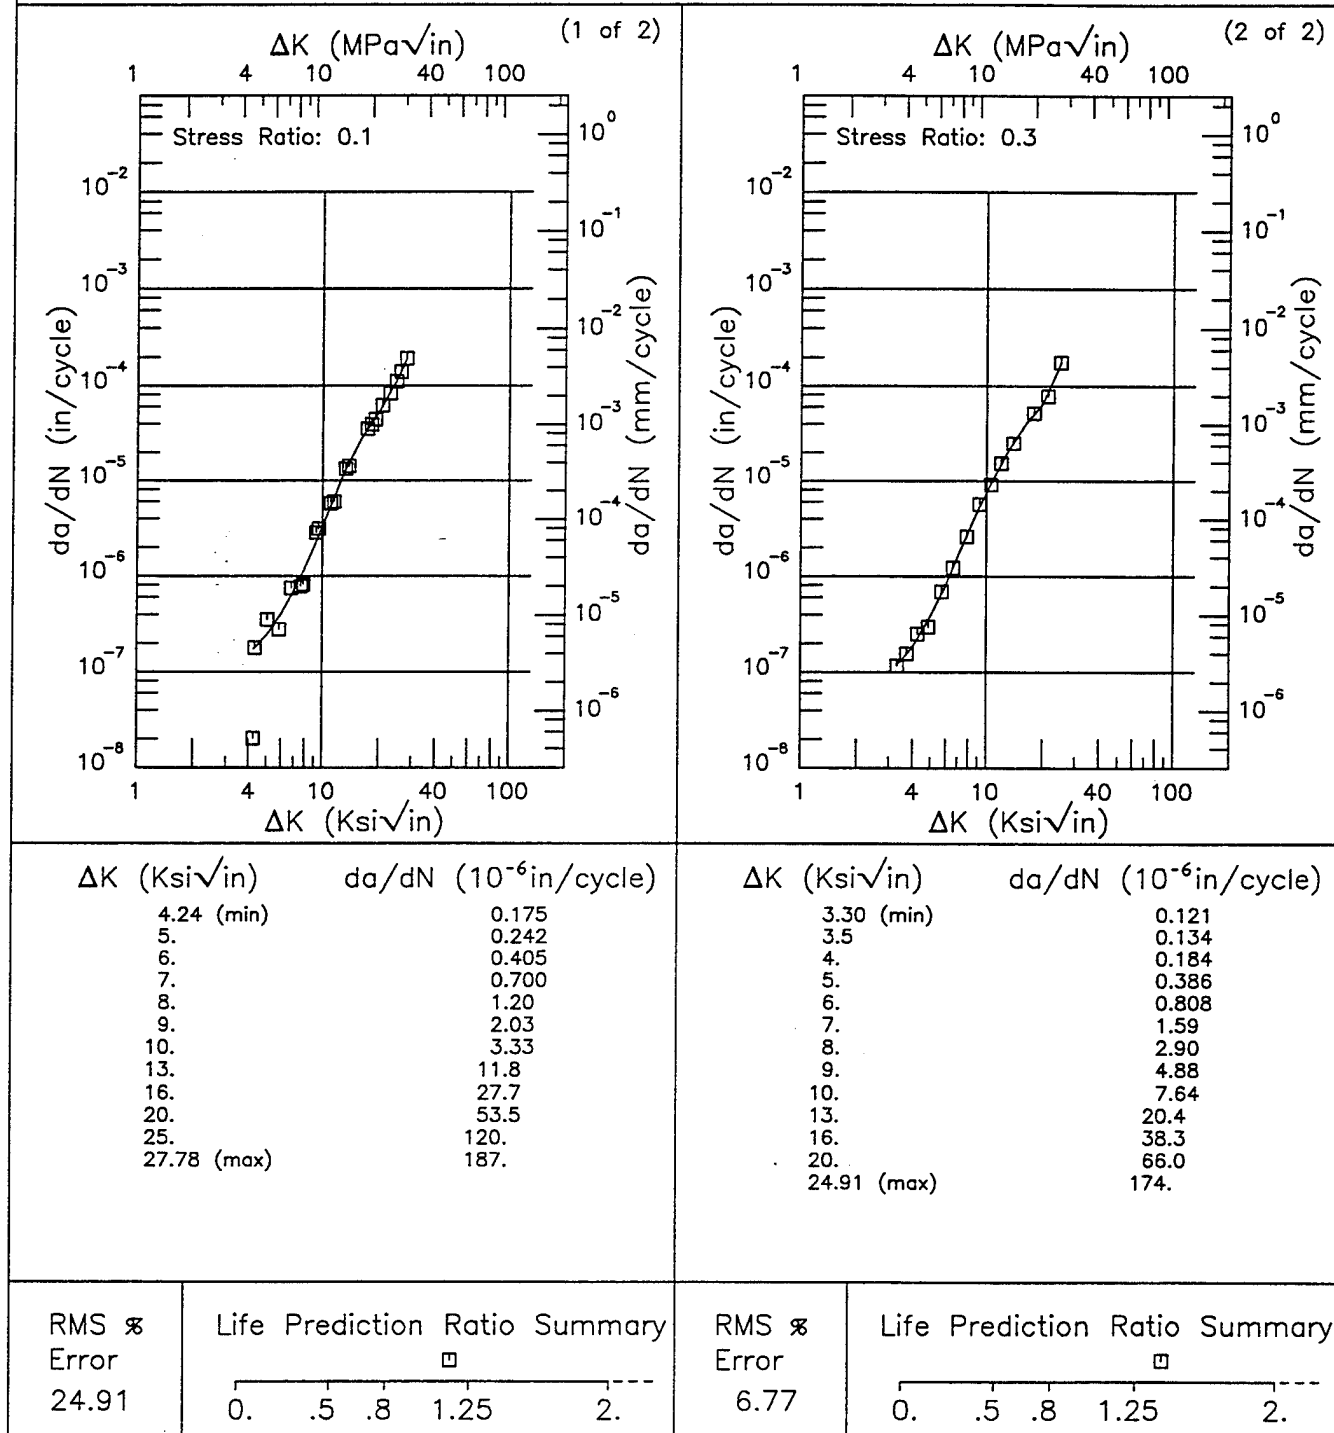 (1 of 2)
ΔK (MPa√in)
1 4 10 40 100
Stress Ratio: 0.1
10⁻²
10⁻³
10⁻⁴
10⁻⁵
10⁻⁶
10⁻⁷
10⁻⁸
da/dN (in/cycle)
10⁰
10⁻¹
10⁻²
10⁻³
10⁻⁴
10⁻⁵
10⁻⁶
da/dN (mm/cycle)
1 4 10 40 100
ΔK (Ksi√in)
(2 of 2)
ΔK (MPa√in)
1 4 10 40 100
Stress Ratio: 0.3
10⁻²
10⁻³
10⁻⁴
10⁻⁵
10⁻⁶
10⁻⁷
10⁻⁸
da/dN (in/cycle)
10⁰
10⁻¹
10⁻²
10⁻³
10⁻⁴
10⁻⁵
10⁻⁶
da/dN (mm/cycle)
1 4 10 40 100
ΔK (Ksi√in)
ΔK (Ksi√in) da/dN (10⁻⁶in/cycle)
4.24 (min) 0.175
5. 0.242
6. 0.405
7. 0.700
8. 1.20
9. 2.03
10. 3.33
13. 11.8
16. 27.7
20. 53.5
25. 120.
27.78 (max) 187.
ΔK (Ksi√in) da/dN (10⁻⁶in/cycle)
3.30 (min) 0.121
3.5 0.134
4. 0.184
5. 0.386
6. 0.808
7. 1.59
8. 2.90
9. 4.88
10. 7.64
13. 20.4
16. 38.3
20. 66.0
24.91 (max) 174.
RMS %
Error
24.91
Life Prediction Ratio Summary
0. .5 .8 1.25 2.
RMS %
Error
6.77
Life Prediction Ratio Summary
0. .5 .8 1.25 2.